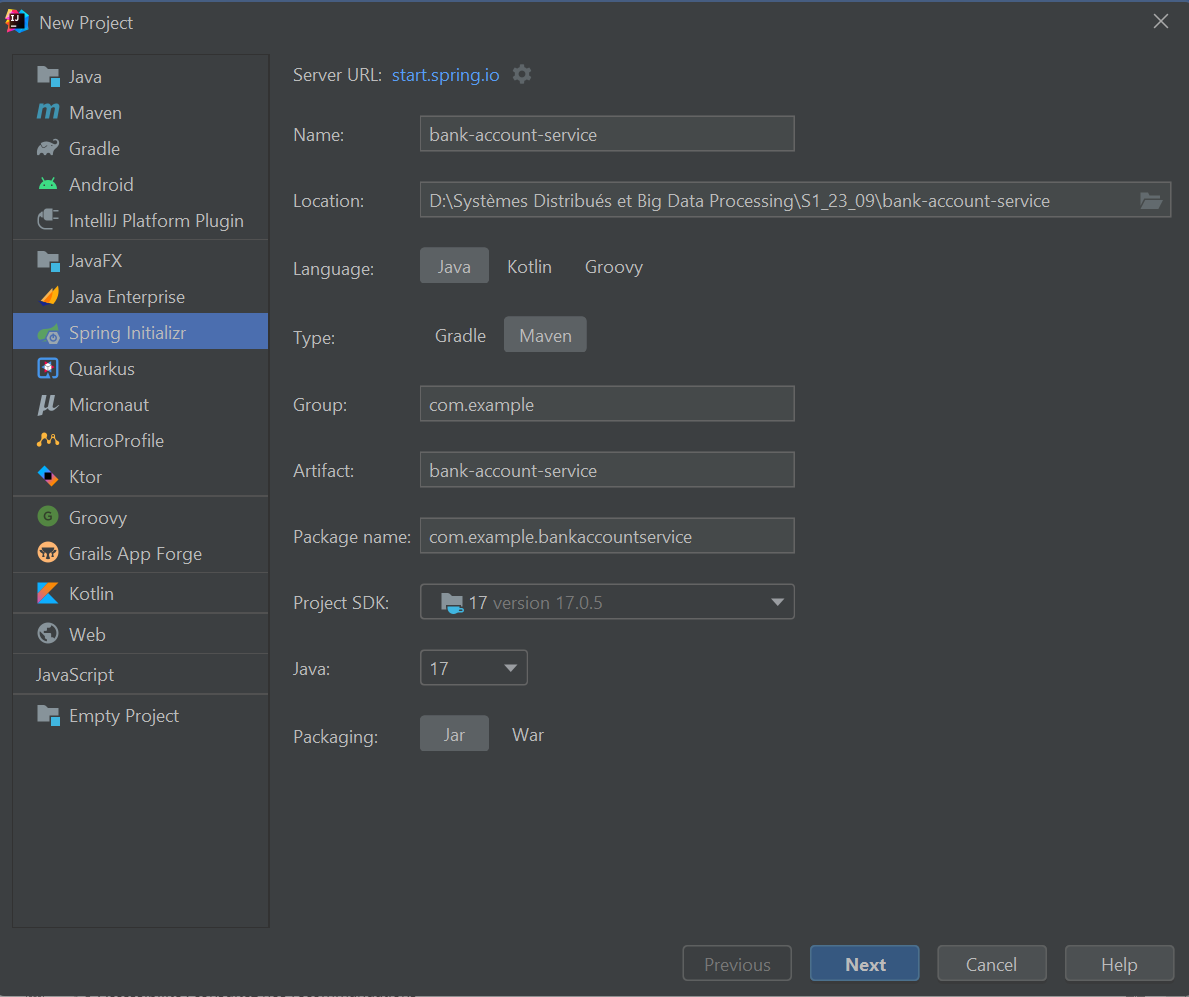 New Project
Java
Maven
Gradle
Android
IntelliJ Platform Plugin
JavaFX
Java Enterprise
Spring Initializr
Quarkus
Micronaut
MicroProfile
Ktor
Groovy
Grails App Forge
Kotlin
Web
JavaScript
Empty Project
Server URL: start.spring.io
Name: bank-account-service
Location: D:\Systèmes Distribués et Big Data Processing\S1_23_09\bank-account-service
Language: Java Kotlin Groovy
Type: Gradle Maven
Group: com.example
Artifact: bank-account-service
Package name: com.example.bankaccountservice
Project SDK: 17 version 17.0.5
Java: 17
Packaging: Jar War
Previous Next Cancel Help